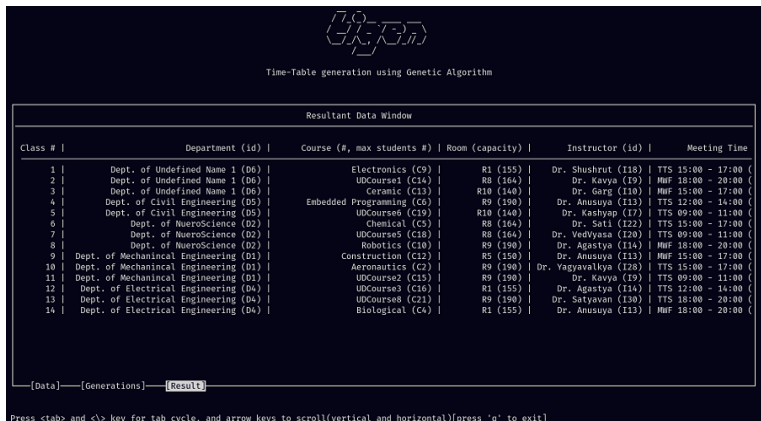 Time-Table generation using Genetic Algorithm
Resultant Data Window
Class # | Department (id) | Course (#, max students #) | Room (capacity) | Instructor (id) | Meeting Time
1 | Dept. of Undefined Name 1 (D6) | Electronics (C9) | R1 (155) | Dr. Shushrut (I18) | TTS 15:00 - 17:00 (
2 | Dept. of Undefined Name 1 (D6) | UDCourse1 (C14) | R8 (164) | Dr. Kavya (I9) | MWF 18:00 - 20:00 (
3 | Dept. of Undefined Name 1 (D6) | Ceramic (C13) | R10 (140) | Dr. Garg (I10) | MWF 15:00 - 17:00 (
4 | Dept. of Civil Engineering (D5) | Embedded Programming (C6) | R9 (190) | Dr. Anusuya (I13) | TTS 12:00 - 14:00 (
5 | Dept. of Civil Engineering (D5) | UDCourse6 (C19) | R10 (140) | Dr. Kashyap (I7) | TTS 09:00 - 11:00 (
6 | Dept. of NueroScience (D2) | Chemical (C5) | R8 (164) | Dr. Sati (I22) | TTS 15:00 - 17:00 (
7 | Dept. of NueroScience (D2) | UDCourse5 (C18) | R8 (164) | Dr. VedVyasa (I20) | TTS 09:00 - 11:00 (
8 | Dept. of NueroScience (D2) | Robotics (C10) | R9 (190) | Dr. Agastya (I14) | MWF 18:00 - 20:00 (
9 | Dept. of Mechanincal Engineering (D1) | Construction (C12) | R5 (150) | Dr. Anusuya (I13) | MWF 15:00 - 17:00 (
10 | Dept. of Mechanincal Engineering (D1) | Aeronautics (C2) | R9 (190) | Dr. Yagyavalkya (I28) | TTS 15:00 - 17:00 (
11 | Dept. of Mechanincal Engineering (D1) | UDCourse2 (C15) | R9 (190) | Dr. Kavya (I9) | TTS 09:00 - 11:00 (
12 | Dept. of Electrical Engineering (D4) | UDCourse3 (C16) | R1 (155) | Dr. Agastya (I14) | TTS 12:00 - 14:00 (
13 | Dept. of Electrical Engineering (D4) | UDCourse8 (C21) | R9 (190) | Dr. Satyavan (I30) | TTS 18:00 - 20:00 (
14 | Dept. of Electrical Engineering (D4) | Biological (C4) | R1 (155) | Dr. Anusuya (I13) | MWF 18:00 - 20:00 (
[Data] [Generations] [Result]
Press <tab> and <\> key for tab cycle, and arrow keys to scroll(vertical and horizontal)[press 'q' to exit]